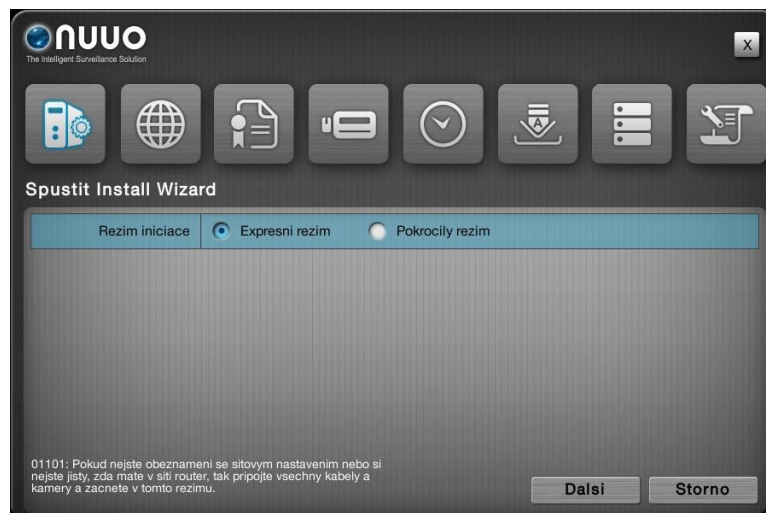 nuuo
The Intelligent Surveillance Solution
X
A
Spustit Install Wizard
Rezim iniciace
Expresni rezim
Pokrocily rezim
01101: Pokud nejste obeznameni se sitovym nastavenim nebo si
nejste jisty, zda mate v siti router, tak pripojte vsechny kabely a
kamery a zacnete v tomto rezimu.
Dalsi
Storno